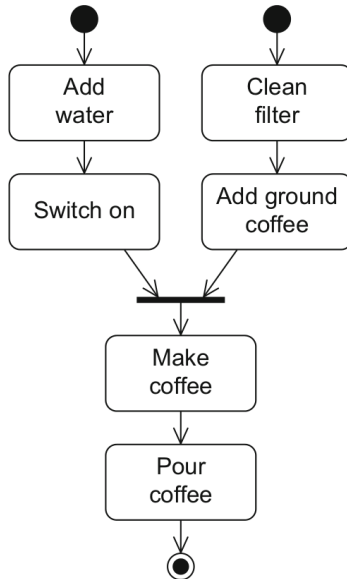 Add
water
Clean
filter
Switch on
Add ground
coffee
Make
coffee
Pour
coffee